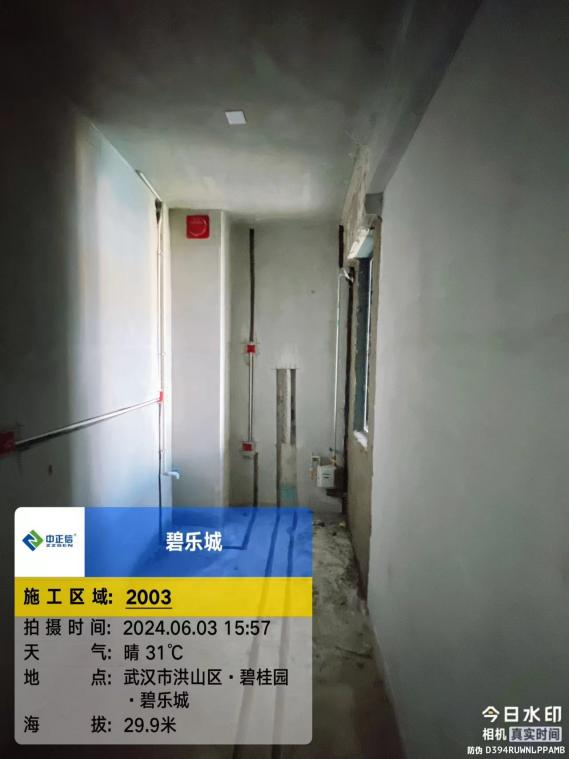 中正信®
ZZSEN
碧乐城
施工区域: 2003
拍摄时间: 2024.06.03 15:57
天气: 晴 31℃
地点: 武汉市洪山区·碧桂园
·碧乐城
海拔: 29.9米
今日水印
相机 真实时间
防伪 D394RUWNLPPAMB